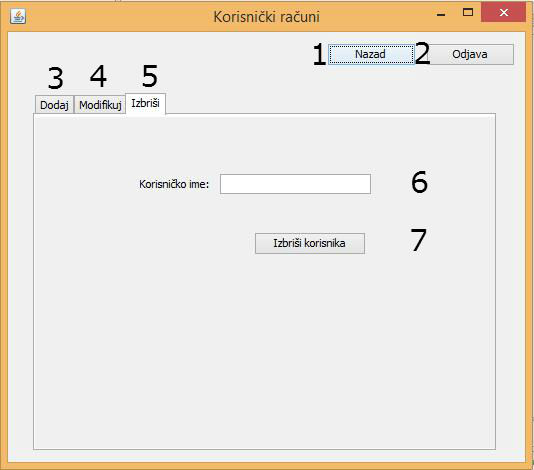 Korisnički računi
1 Nazad 2 Odjava
3 4 5
Dodaj Modifikuj Izbriši
Korisničko ime: 6
Izbriši korisnika 7